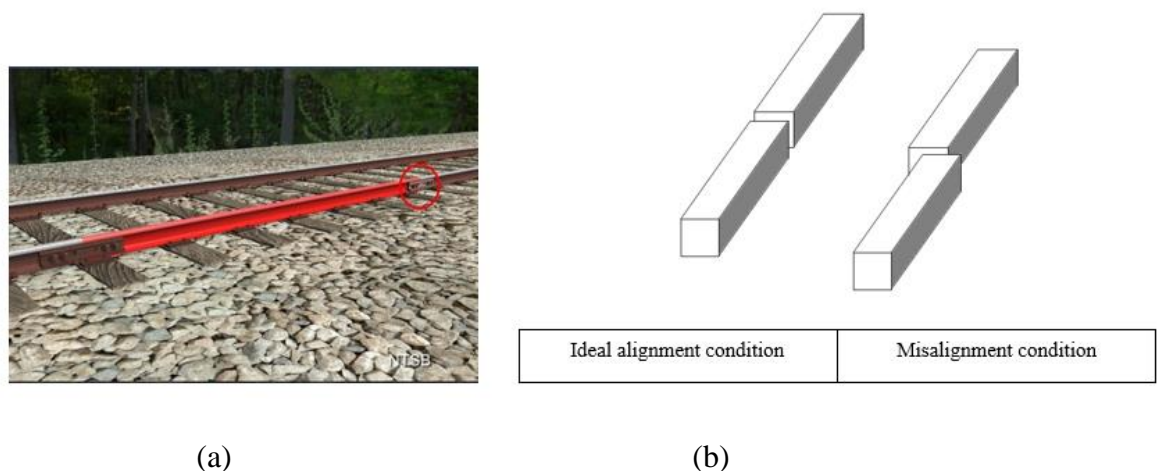 NTSB
Ideal alignment condition
Misalignment condition
(a)
(b)